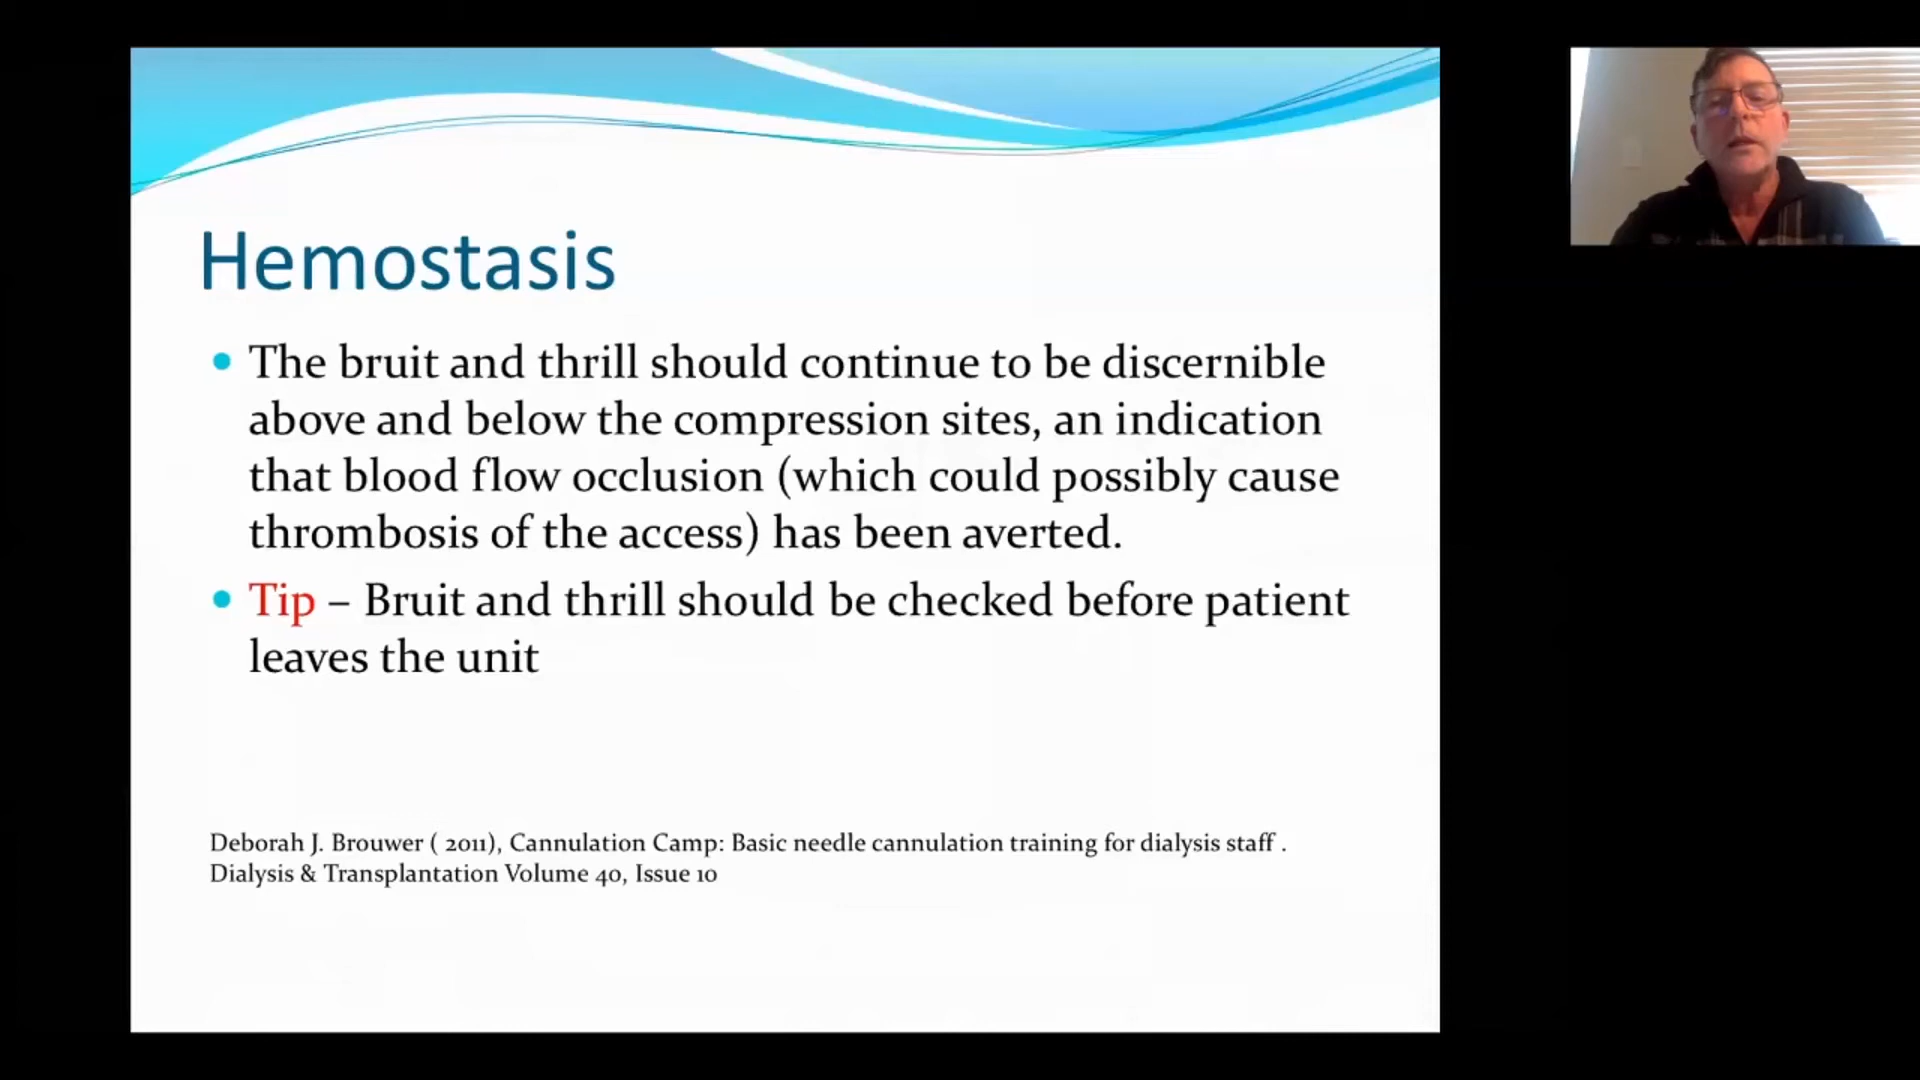 Hemostasis
The bruit and thrill should continue to be discernible
above and below the compression sites, an indication
that blood flow occlusion (which could possibly cause
thrombosis of the access) has been averted.
Tip – Bruit and thrill should be checked before patient
leaves the unit
Deborah J. Brouwer ( 2011), Cannulation Camp: Basic needle cannulation training for dialysis staff .
Dialysis & Transplantation Volume 40, Issue 10